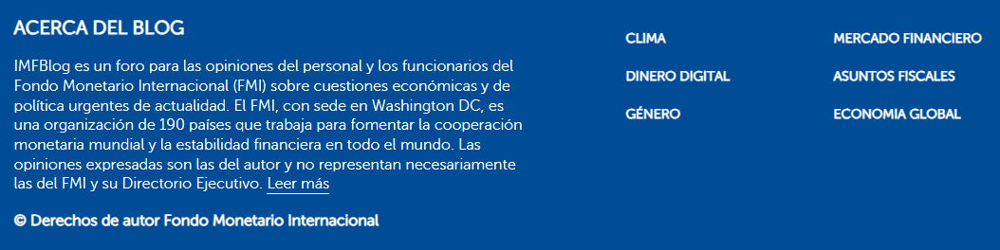 ACERCA DEL BLOG
IMFBlog es un foro para las opiniones del personal y los funcionarios del
Fondo Monetario Internacional (FMI) sobre cuestiones económicas y de
política urgentes de actualidad. El FMI, con sede en Washington DC, es
una organización de 190 países que trabaja para fomentar la cooperación
monetaria mundial y la estabilidad financiera en todo el mundo. Las
opiniones expresadas son las del autor y no representan necesariamente
las del FMI y su Directorio Ejecutivo. Leer más
© Derechos de autor Fondo Monetario Internacional
CLIMA
DINERO DIGITAL
GÉNERO
MERCADO FINANCIERO
ASUNTOS FISCALES
ECONOMIA GLOBAL